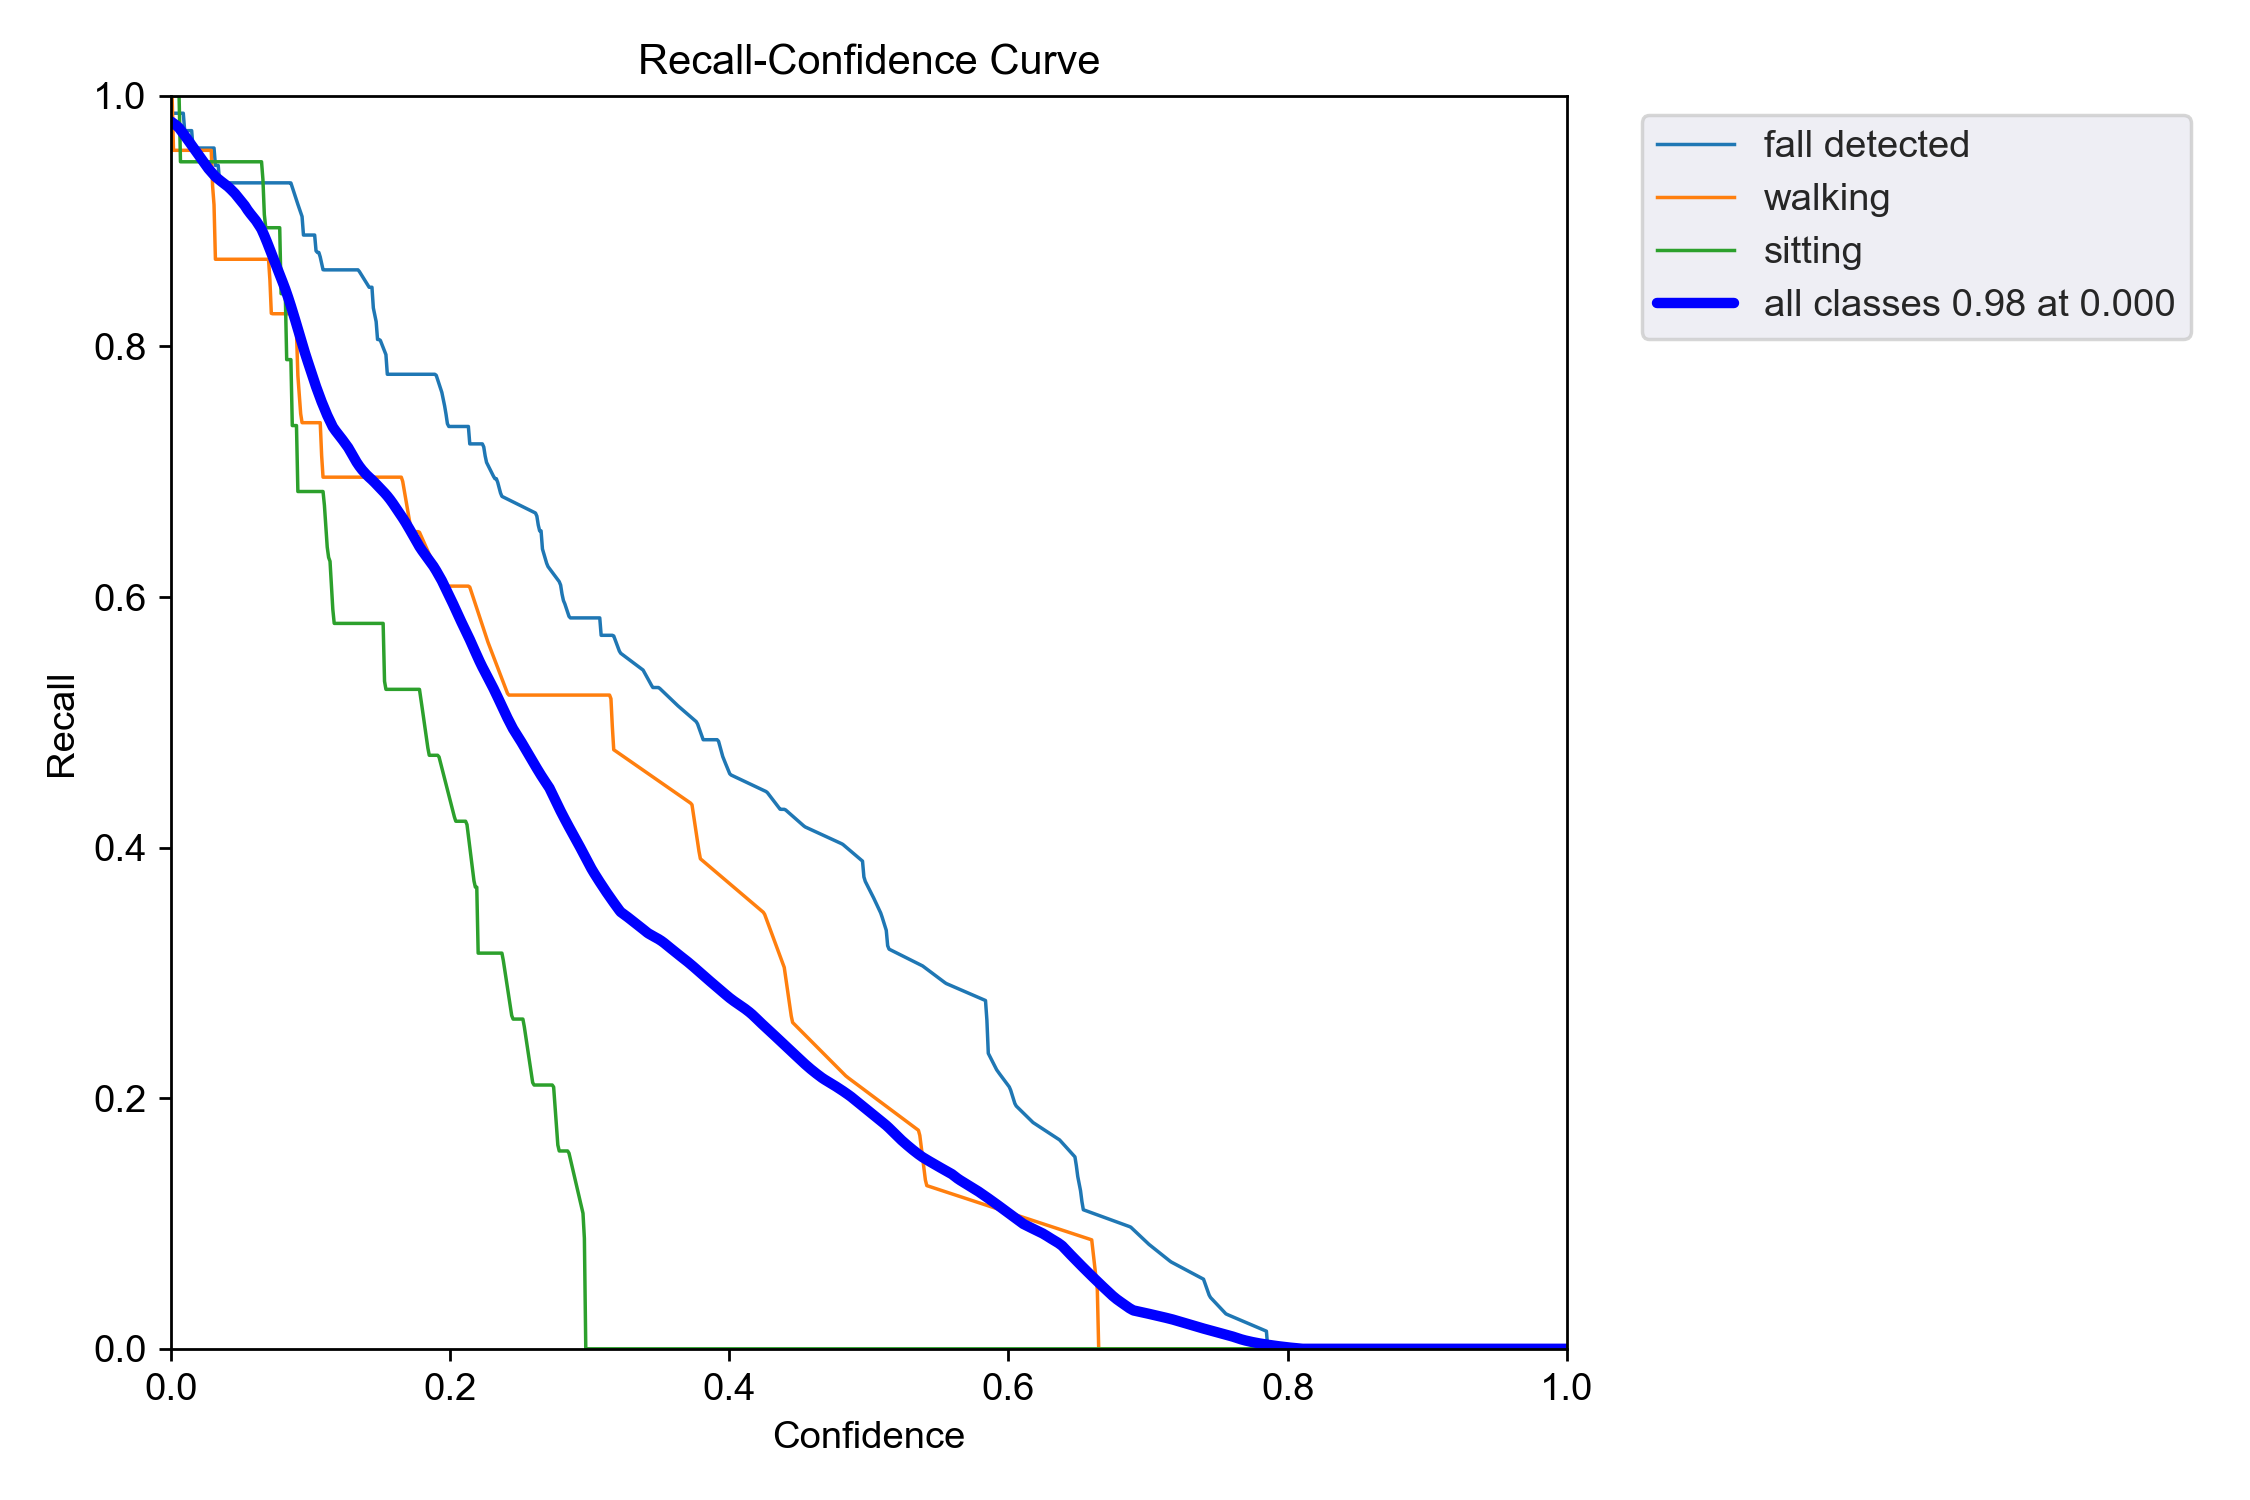 Recall-Confidence Curve
1.0
0.8
0.6
0.4
0.2
0.0
Recall
0.0 0.2 0.4 0.6 0.8 1.0
Confidence
fall detected
walking
sitting
all classes 0.98 at 0.000